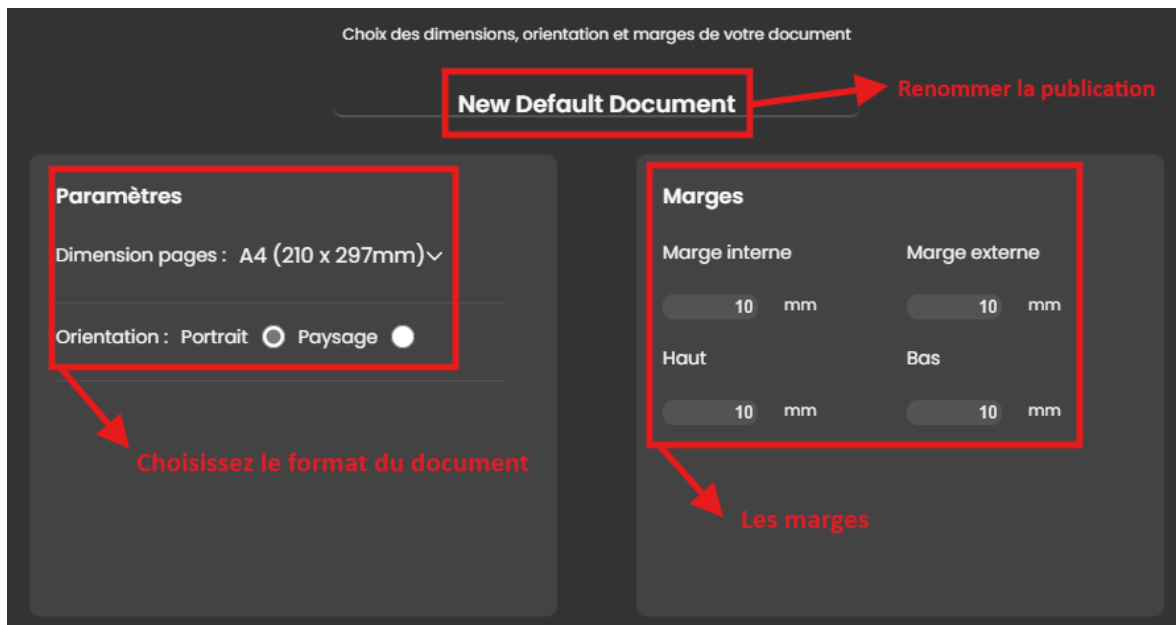 Choix des dimensions, orientation et marges de votre document
New Default Document
Renommer la publication
Paramètres
Dimension pages : A4 (210 x 297mm)
Orientation : Portrait Paysage
Choisissez le format du document
Marges
Marge interne Marge externe
10 mm 10 mm
Haut Bas
10 mm 10 mm
Les marges